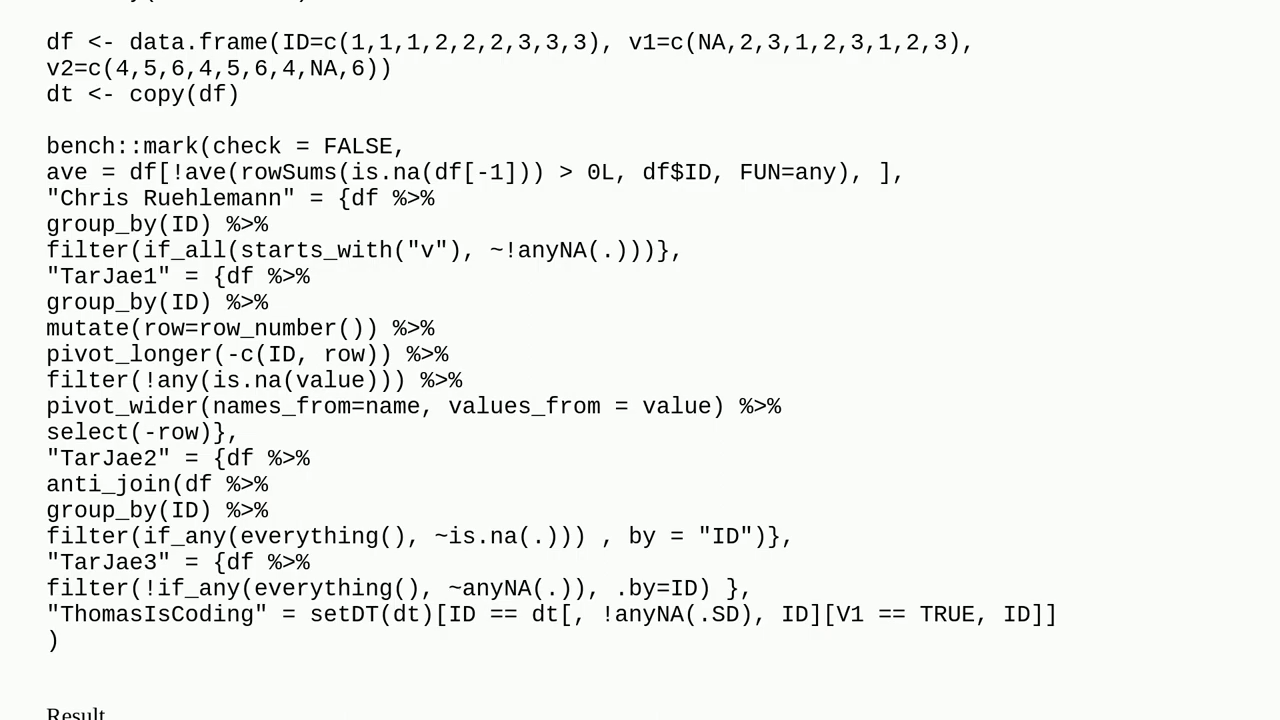 df <- data.frame(ID=c(1,1,1,2,2,2,3,3,3), v1=c(NA,2,3,1,2,3,1,2,3),
v2=c(4,5,6,4,5,6,4,NA,6))
dt <- copy(df)
bench::mark(check = FALSE,
ave = df[!ave(rowSums(is.na(df[-1])) > 0L, df$ID, FUN=any), ],
"Chris Ruehlemann" = {df %>%
group_by(ID) %>%
filter(if_all(starts_with("v"), ~!anyNA(.)))},
"TarJae1" = {df %>%
group_by(ID) %>%
mutate(row=row_number()) %>%
pivot_longer(-c(ID, row)) %>%
filter(!any(is.na(value))) %>%
pivot_wider(names_from=name, values_from = value) %>%
select(-row)},
"TarJae2" = {df %>%
anti_join(df %>%
group_by(ID) %>%
filter(if_any(everything(), ~is.na(.))) , by = "ID")},
"TarJae3" = {df %>%
filter(!if_any(everything(), ~anyNA(.)), .by=ID) },
"ThomasIsCoding" = setDT(dt)[ID == dt[, !anyNA(.SD), ID][V1 == TRUE, ID]]
)
Result